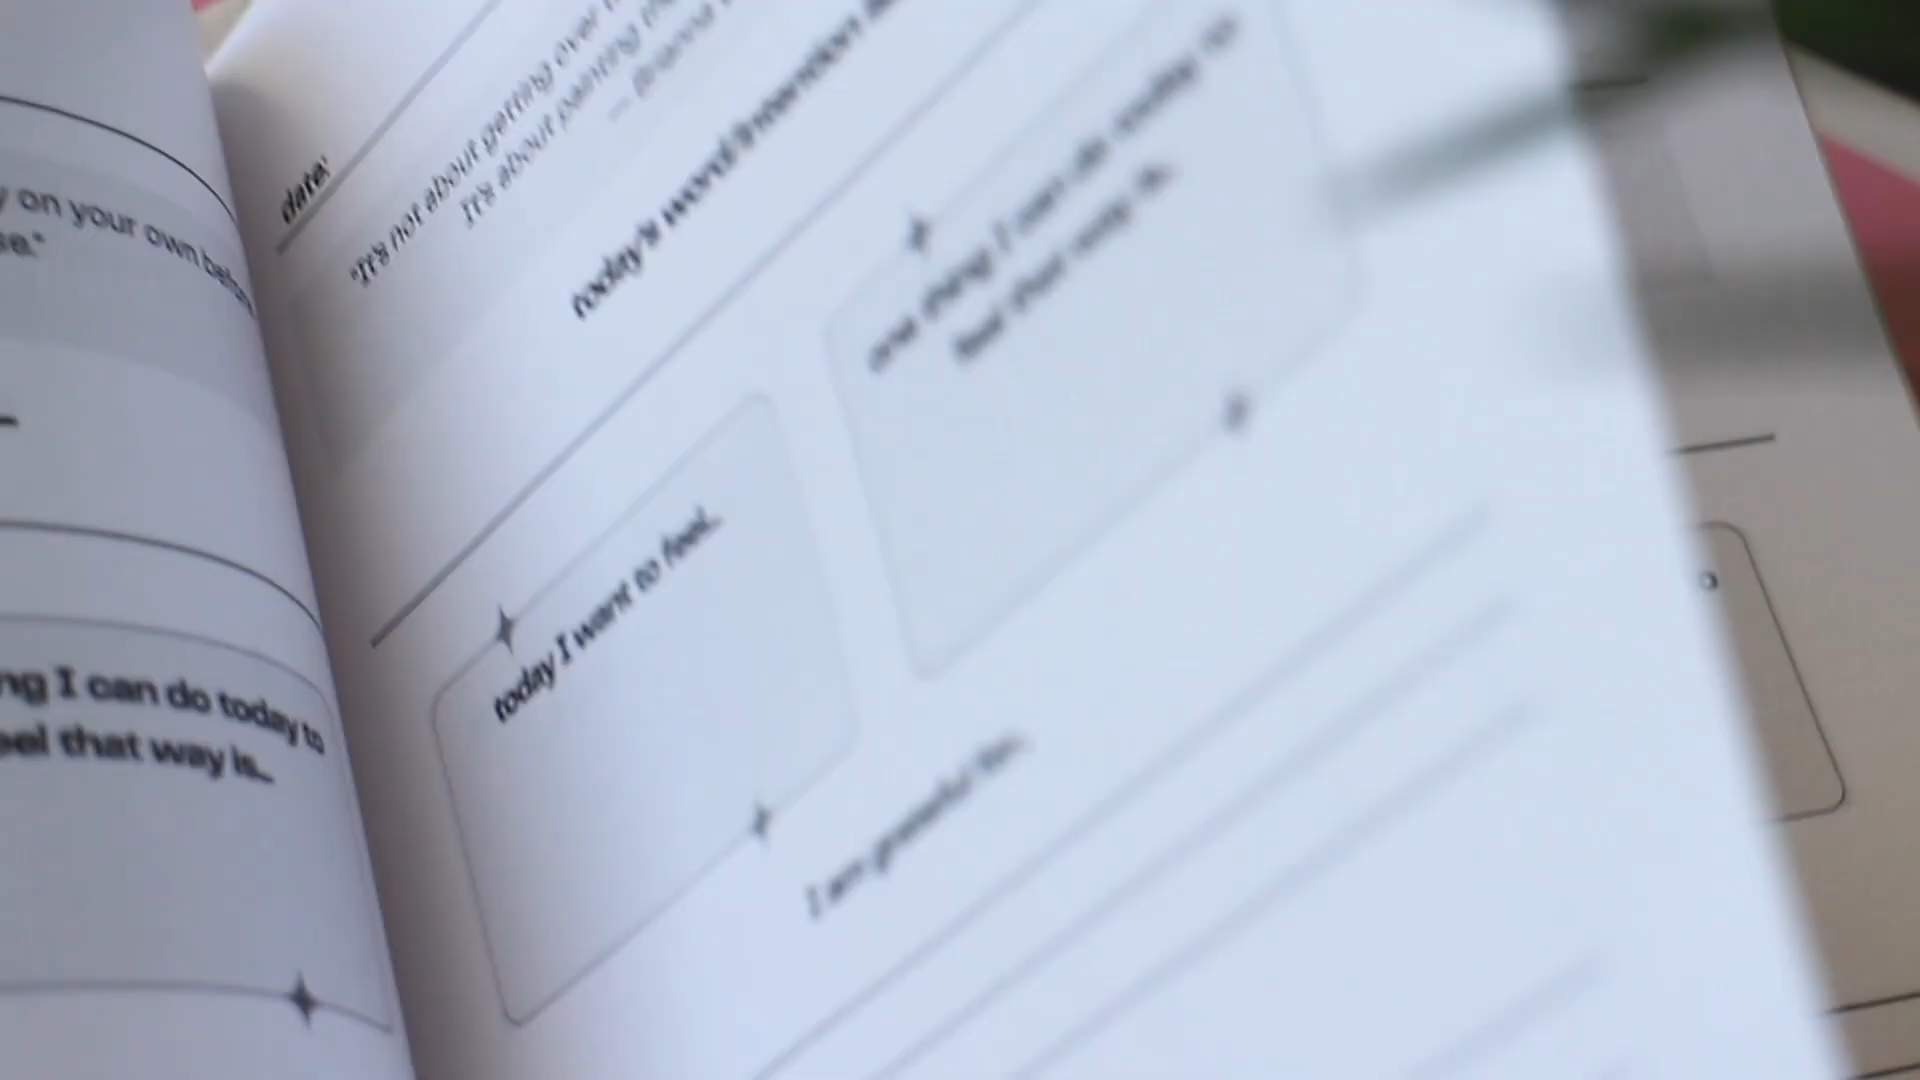 y on your own before
se."
ng I can do today to
eel that way is...
date:
"It's not about getting over
It's about painting the
today's word/intention
one thing I can do today to
feel that way is...
today I want to feel...
I am grateful for...